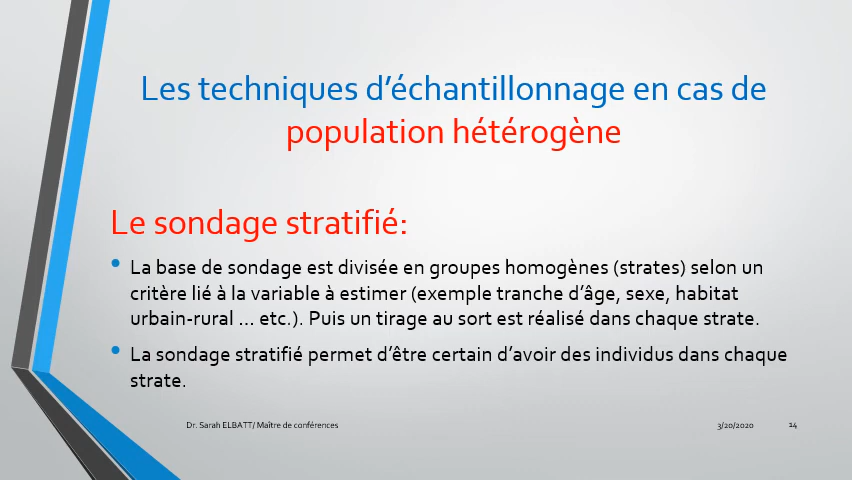 Les techniques d’échantillonnage en cas de
population hétérogène
Le sondage stratifié:
• La base de sondage est divisée en groupes homogènes (strates) selon un
critère lié à la variable à estimer (exemple tranche d’âge, sexe, habitat
urbain-rural ... etc.). Puis un tirage au sort est réalisé dans chaque strate.
• La sondage stratifié permet d’être certain d’avoir des individus dans chaque
strate.
Dr. Sarah ELBATT/ Maître de conférences 3/20/2020 24